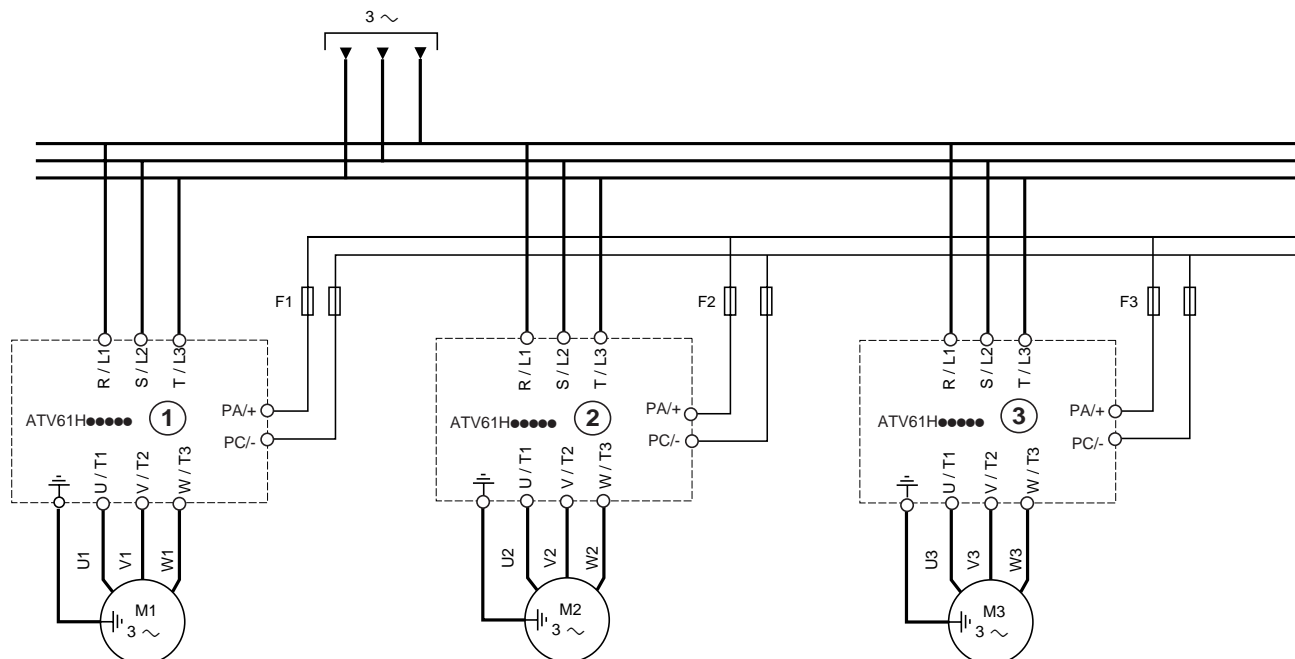 3 ∼
F1
F2
F3
R / L1
S / L2
T / L3
R / L1
S / L2
T / L3
R / L1
S / L2
T / L3
ATV61H●●●●●
1
PA/+
PC/-
ATV61H●●●●●
2
PA/+
PC/-
ATV61H●●●●●
3
PA/+
PC/-
U / T1
V / T2
W / T3
U / T1
V / T2
W / T3
U / T1
V / T2
W / T3
U1
V1
W1
U2
V2
W2
U3
V3
W3
M1
3 ∼
M2
3 ∼
M3
3 ∼